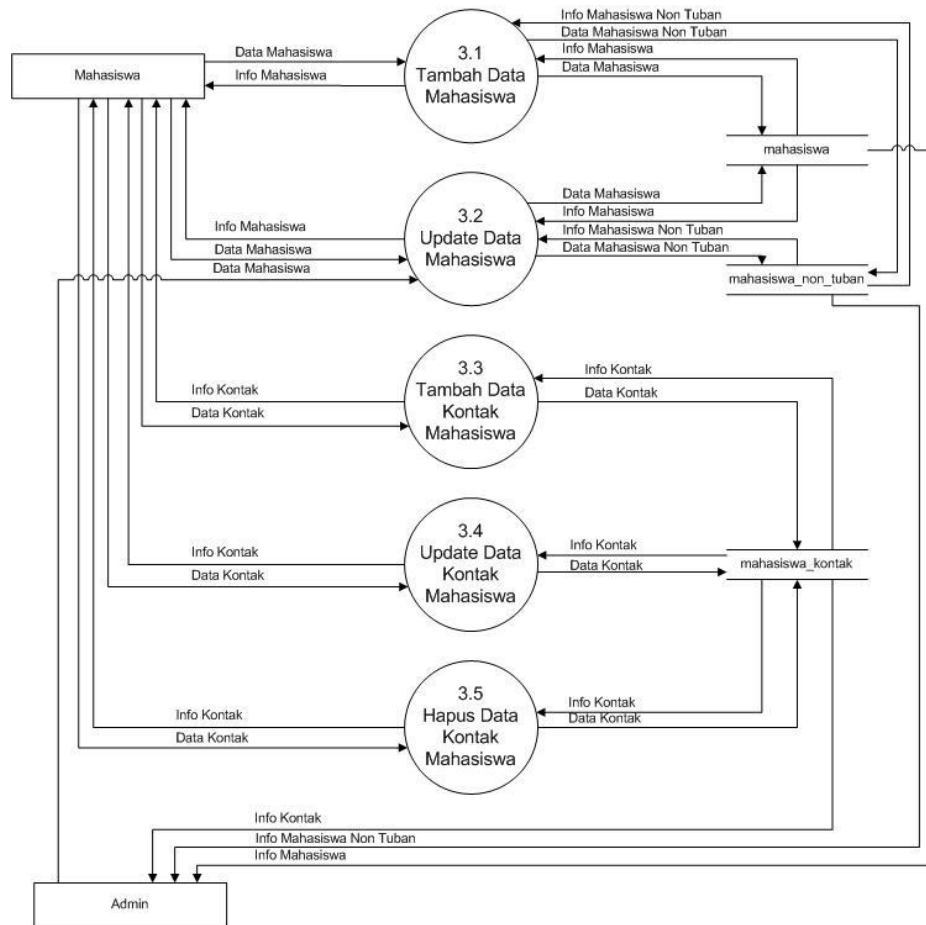 Info Mahasiswa Non Tuban
Data Mahasiswa Non Tuban
Info Mahasiswa
Data Mahasiswa
Data Mahasiswa
Info Mahasiswa
Mahasiswa
3.1
Tambah Data
Mahasiswa
mahasiswa
3.2
Update Data
Mahasiswa
Data Mahasiswa
Info Mahasiswa
Info Mahasiswa Non Tuban
Data Mahasiswa Non Tuban
Info Mahasiswa
Data Mahasiswa
Data Mahasiswa
mahasiswa_non_tuban
3.3
Tambah Data
Kontak
Mahasiswa
Info Kontak
Data Kontak
Info Kontak
Data Kontak
3.4
Update Data
Kontak
Mahasiswa
Info Kontak
Data Kontak
Info Kontak
Data Kontak
mahasiswa_kontak
3.5
Hapus Data
Kontak
Mahasiswa
Info Kontak
Data Kontak
Info Kontak
Data Kontak
Info Kontak
Info Mahasiswa Non Tuban
Info Mahasiswa
Admin